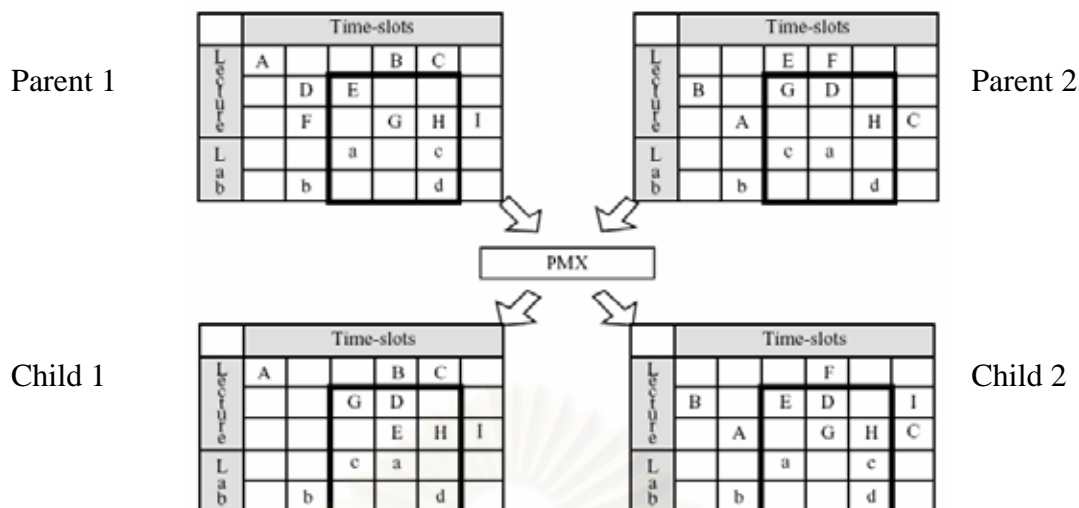 Time-slots
Time-slots
Lecture
A B C
Lecture
E F
Parent 1
D E
B G D
Parent 2
F G H I
A H C
Lab
a c
Lab
c a
b d
b d
PMX
Time-slots
Time-slots
Lecture
A B C
Lecture
F
Child 1
G D
B E D I
Child 2
E H I
A G H C
Lab
c a
Lab
a c
b d
b d